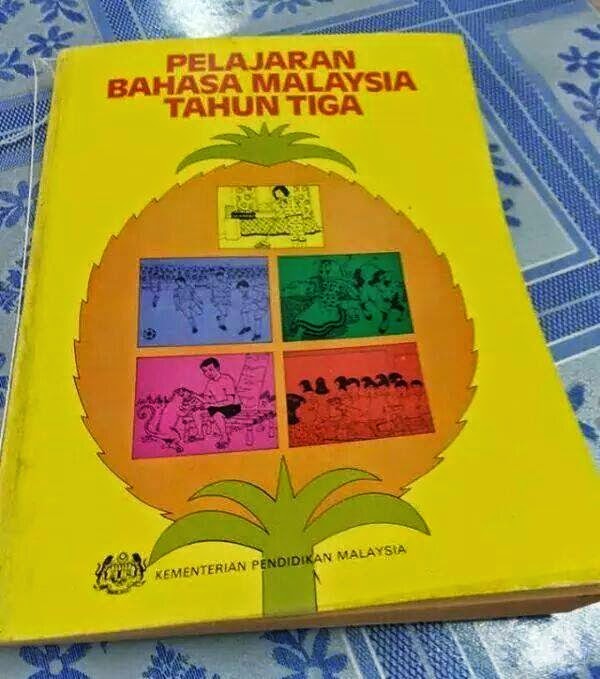 PELAJARAN
BAHASA MALAYSIA
TAHUN TIGA
KEMENTERIAN PENDIDIKAN MALAYSIA